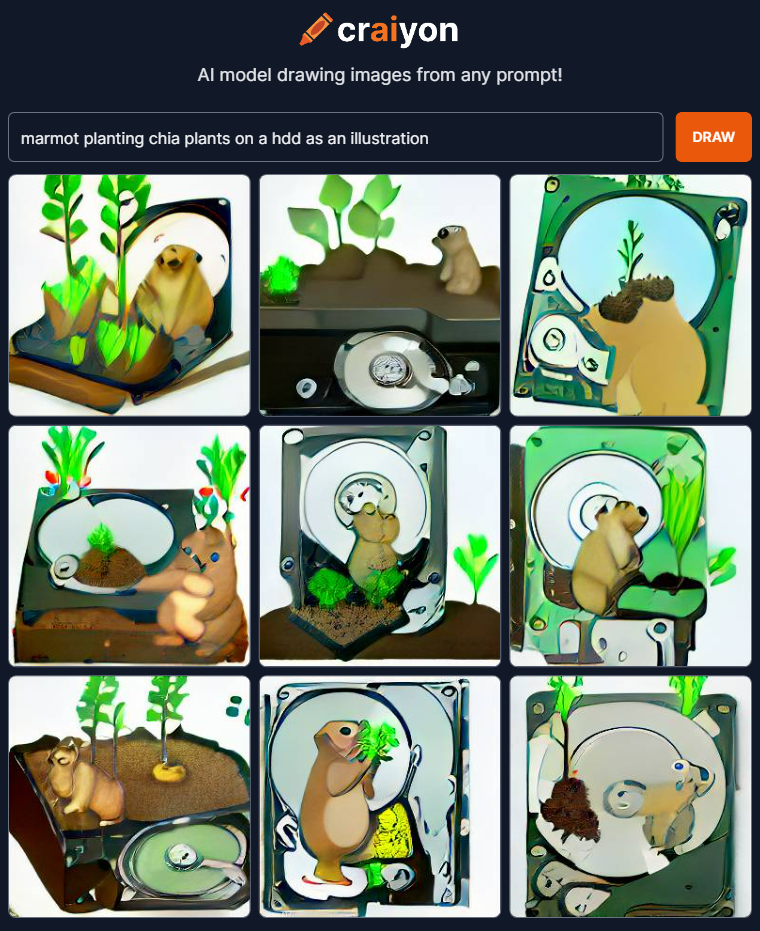 craiyon
AI model drawing images from any prompt!
marmot planting chia plants on a hdd as an illustration
DRAW